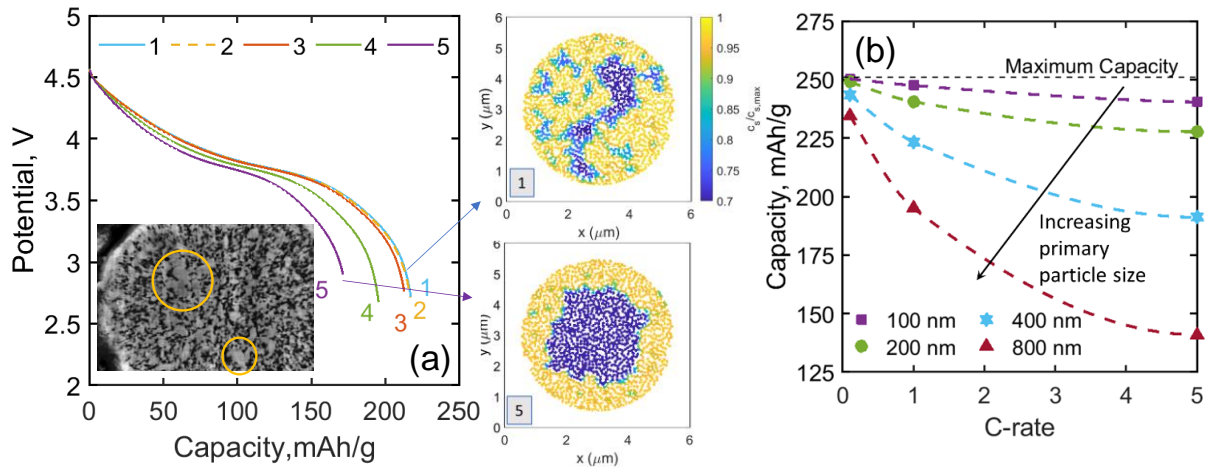 5
4.5
4
3.5
3
2.5
2
Potential, V
1 2 3 4 5
5
4
3
1
2
(a)
0 50 100 150 200 250
Capacity,mAh/g
6
5
4
3
2
1
0
y (μm)
1
0 2 4 6
x (μm)
1
0.95
0.9
0.85
0.8
0.75
0.7
c_s/c_s,max
6
5
4
3
2
1
0
y (μm)
5
0 2 4 6
x (μm)
(b)
Maximum Capacity
275
250
225
200
175
150
125
Capacity, mAh/g
Increasing
primary
particle size
100 nm 400 nm
200 nm 800 nm
0 1 2 3 4 5
C-rate